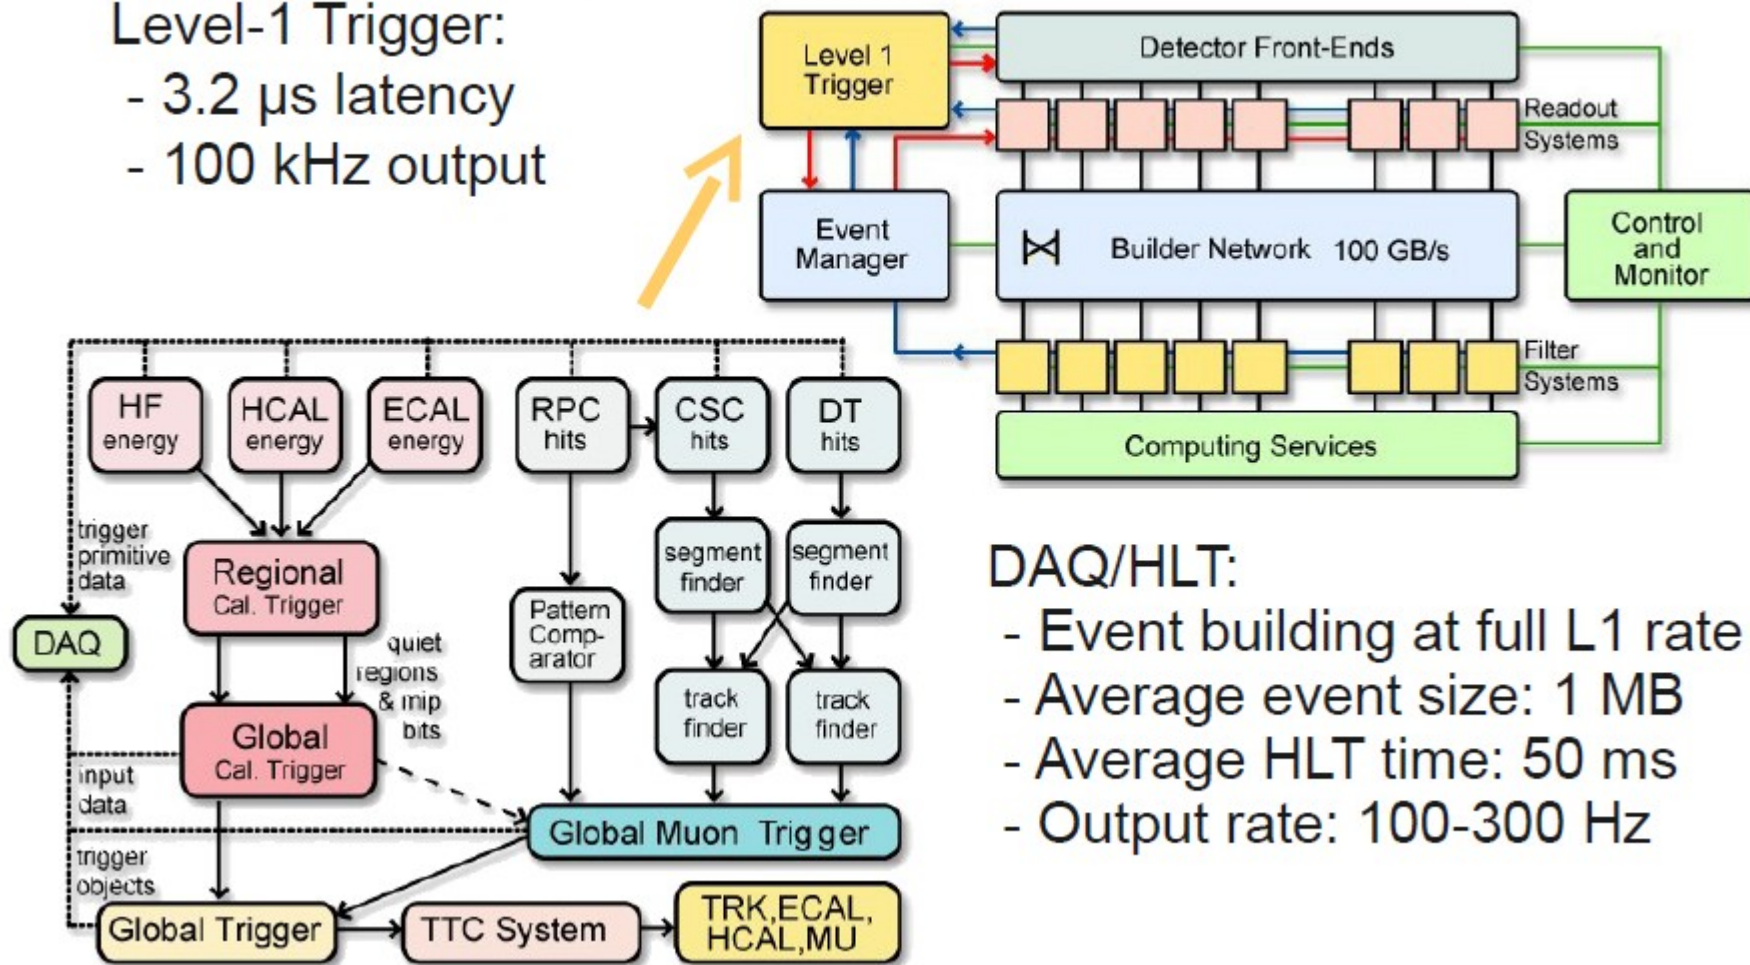 Level-1 Trigger:
- 3.2 µs latency
- 100 kHz output
Level 1
Trigger
Detector Front-Ends
Readout
Systems
Event
Manager
Builder Network 100 GB/s
Control
and
Monitor
Filter
Systems
Computing Services
HF
energy
HCAL
energy
ECAL
energy
RPC
hits
CSC
hits
DT
hits
trigger
primitive
data
Regional
Cal. Trigger
segment
finder
segment
finder
DAQ
quiet
regions
& mip
bits
Pattern
Comp-
arator
track
finder
track
finder
Global
Cal. Trigger
input
data
Global Muon Trigger
trigger
objects
Global Trigger
TTC System
TRK,ECAL,
HCAL,MU
DAQ/HLT:
- Event building at full L1 rate
- Average event size: 1 MB
- Average HLT time: 50 ms
- Output rate: 100-300 Hz